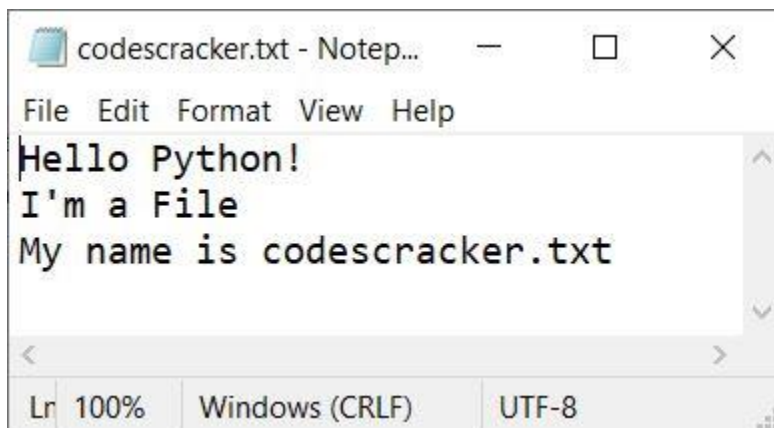 codescracker.txt - Notep...
File Edit Format View Help
Hello Python!
I'm a File
My name is codescracker.txt
Ln 100% Windows (CRLF) UTF-8